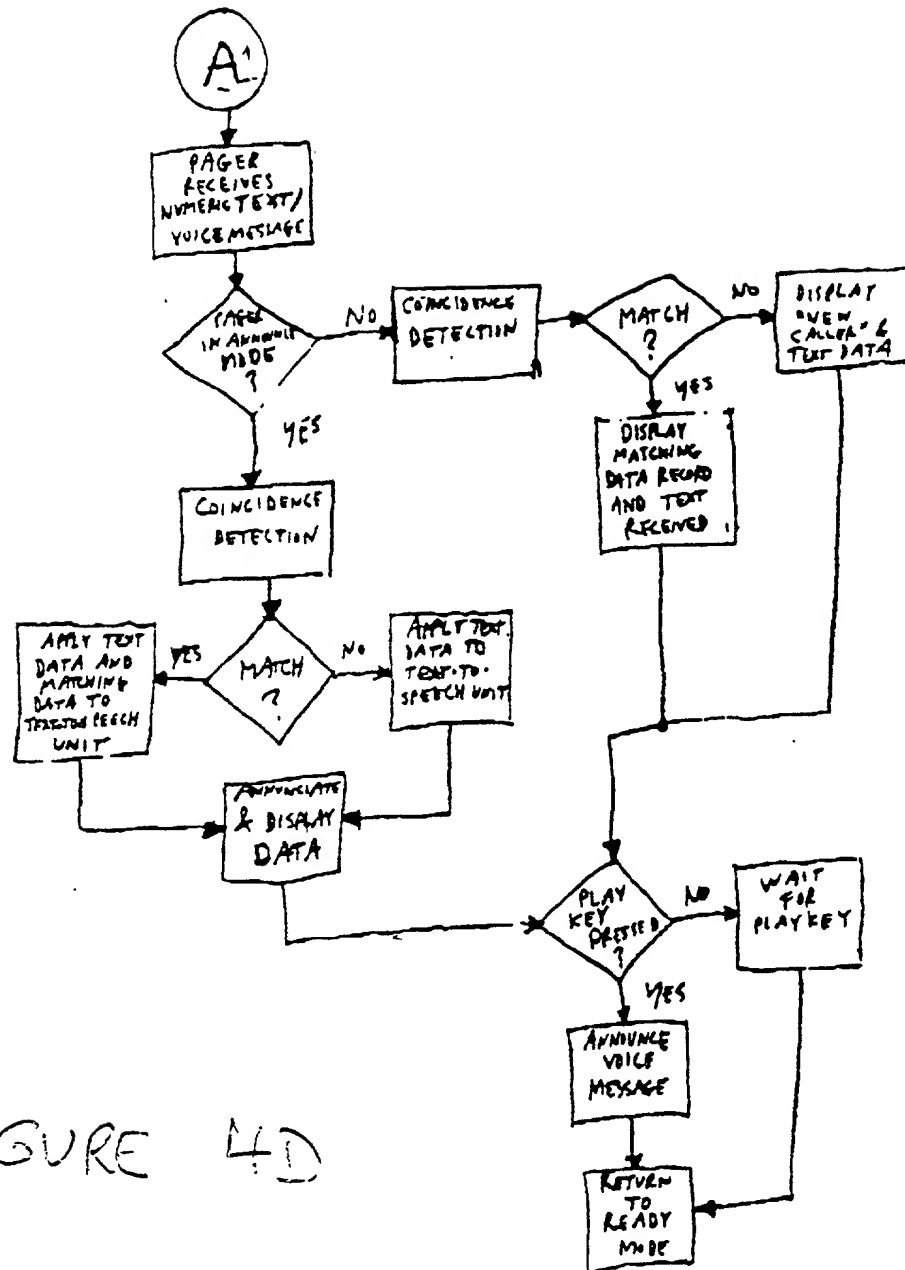 A'
PAGER
RECEIVES
NUMERIC TEXT/
VOICE MESSAGE
PAGER
IN ANNOUNCE
MODE
?
NO
COINCIDENCE
DETECTION
MATCH
?
NO
DISPLAY
"NEW
CALLER" &
TEXT DATA
YES
DISPLAY
MATCHING
DATA RECORD
AND TEXT
RECEIVED
YES
COINCIDENCE
DETECTION
MATCH
?
YES
APPLY TEXT
DATA AND
MATCHING
DATA TO
UNIT
NO
APPLY TEXT
DATA TO
TEXT-TO-
SPEECH UNIT
ANNUNCIATE
& DISPLAY
DATA
PLAY
KEY
PRESSED
?
NO
WAIT
FOR
PLAY KEY
YES
ANNOUNCE
VOICE
MESSAGE
RETURN
TO
READY
MODE
GURE 4D